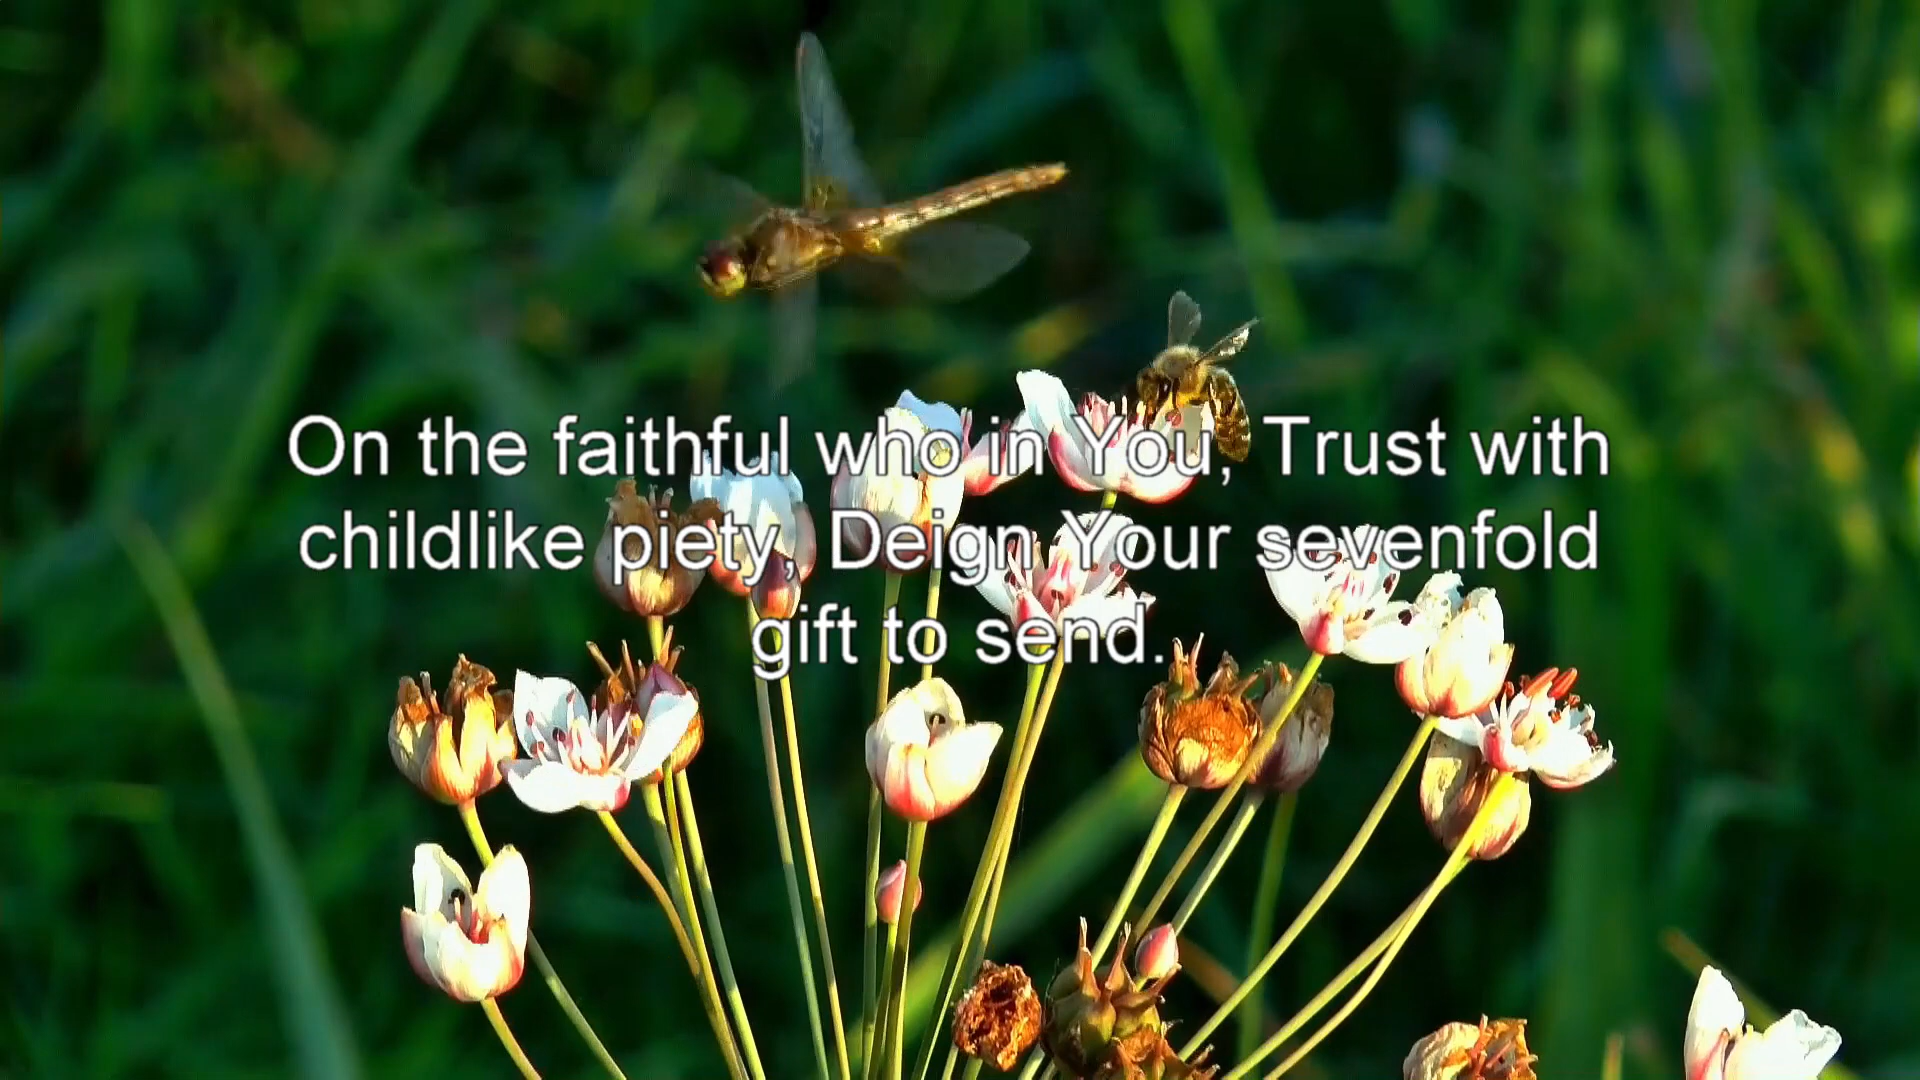 On the faithful who in You, Trust with
childlike piety, Deign Your sevenfold
gift to send.